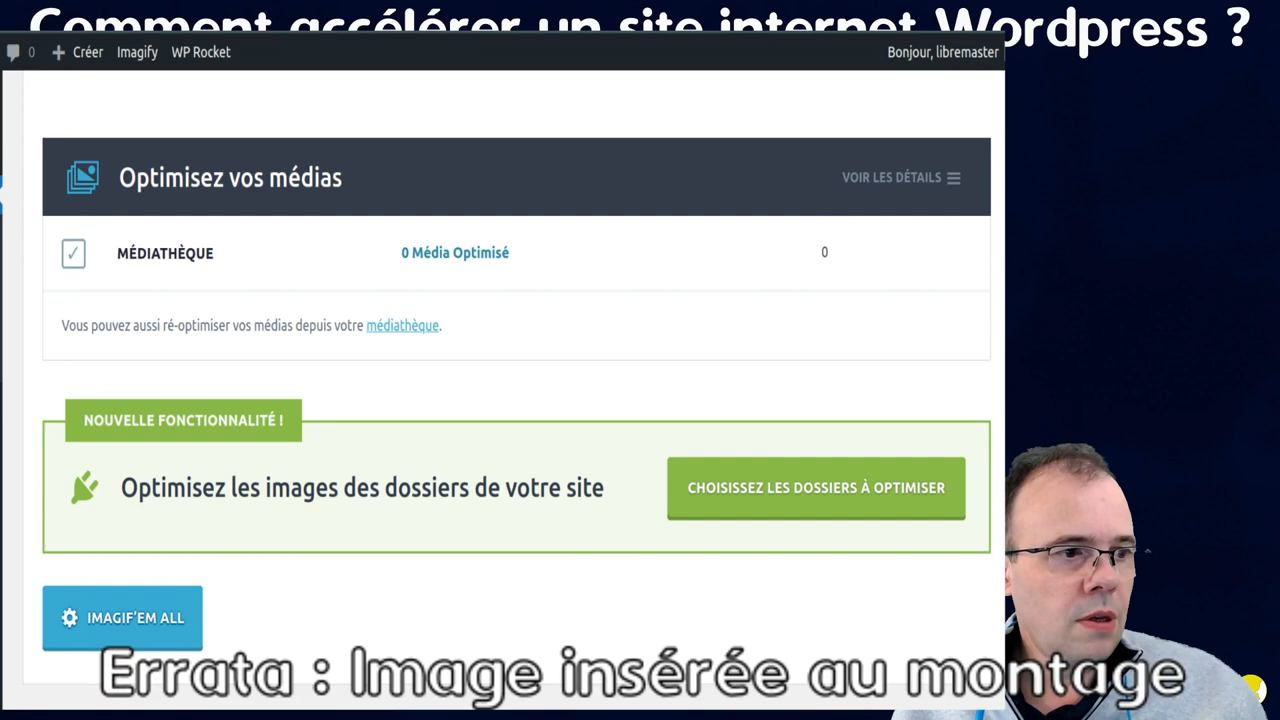 Comment accélérer un site internet Wordpress ?
0 Créer Imagify WP Rocket Bonjour, libremaster
Optimisez vos médias VOIR LES DÉTAILS
MÉDIATHÈQUE 0 Média Optimisé 0
Vous pouvez aussi ré-optimiser vos médias depuis votre médiathèque.
NOUVELLE FONCTIONNALITÉ !
Optimisez les images des dossiers de votre site CHOISISSEZ LES DOSSIERS À OPTIMISER
IMAGIF'EM ALL
Errata : Image insérée au montage